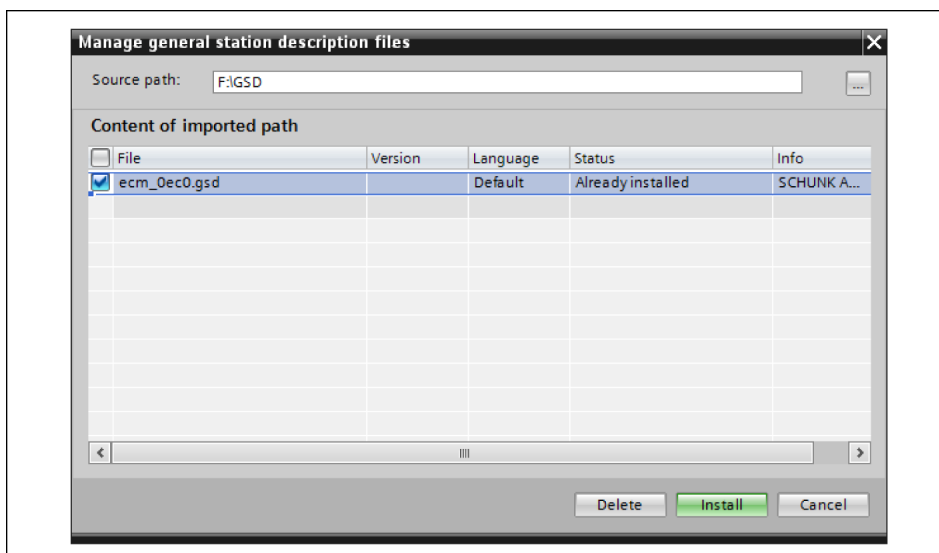 Manage general station description files
Source path: F:\GSD ...
Content of imported path
File Version Language Status Info
ecm_0ec0.gsd Default Already installed SCHUNK A...
Delete Install Cancel